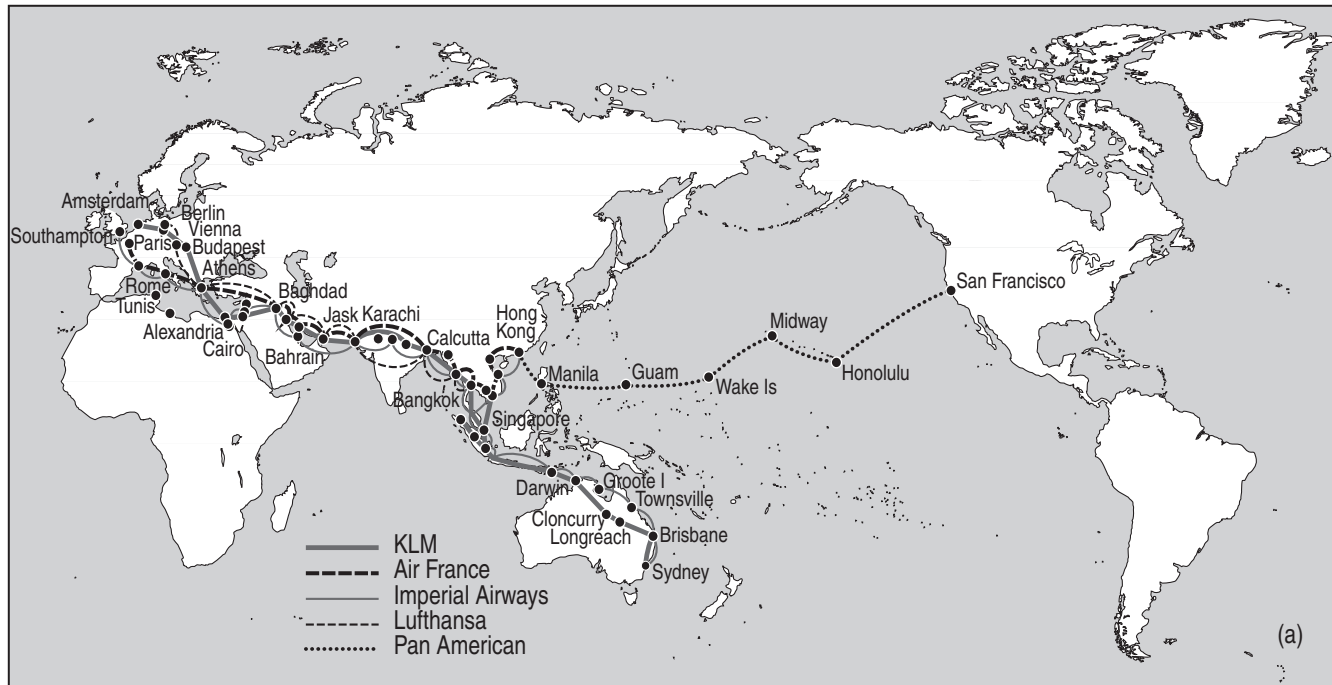 Amsterdam
Berlin
Vienna
Southampton
Paris
Budapest
Athens
Rome
Tunis
Baghdad
Alexandria
Cairo
Bahrain
Jask
Karachi
Calcutta
Hong
Kong
Bangkok
Singapore
Manila
Guam
Wake Is
Midway
Honolulu
San Francisco
Darwin
Groote I
Townsville
Cloncurry
Longreach
Brisbane
Sydney
KLM
Air France
Imperial Airways
Lufthansa
Pan American
(a)